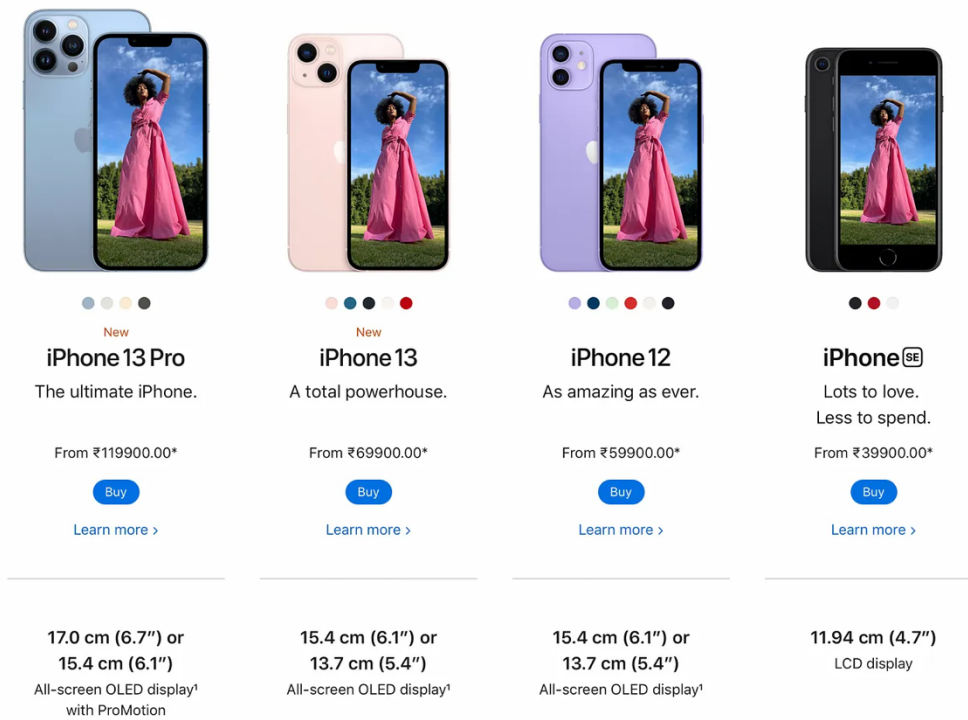 New
iPhone 13 Pro
The ultimate iPhone.
From ₹119900.00*
Buy
Learn more >
17.0 cm (6.7″) or
15.4 cm (6.1″)
All-screen OLED display¹
with ProMotion
New
iPhone 13
A total powerhouse.
From ₹69900.00*
Buy
Learn more >
15.4 cm (6.1″) or
13.7 cm (5.4″)
All-screen OLED display¹
iPhone 12
As amazing as ever.
From ₹59900.00*
Buy
Learn more >
15.4 cm (6.1″) or
13.7 cm (5.4″)
All-screen OLED display¹
iPhone SE
Lots to love.
Less to spend.
From ₹39900.00*
Buy
Learn more >
11.94 cm (4.7″)
LCD display